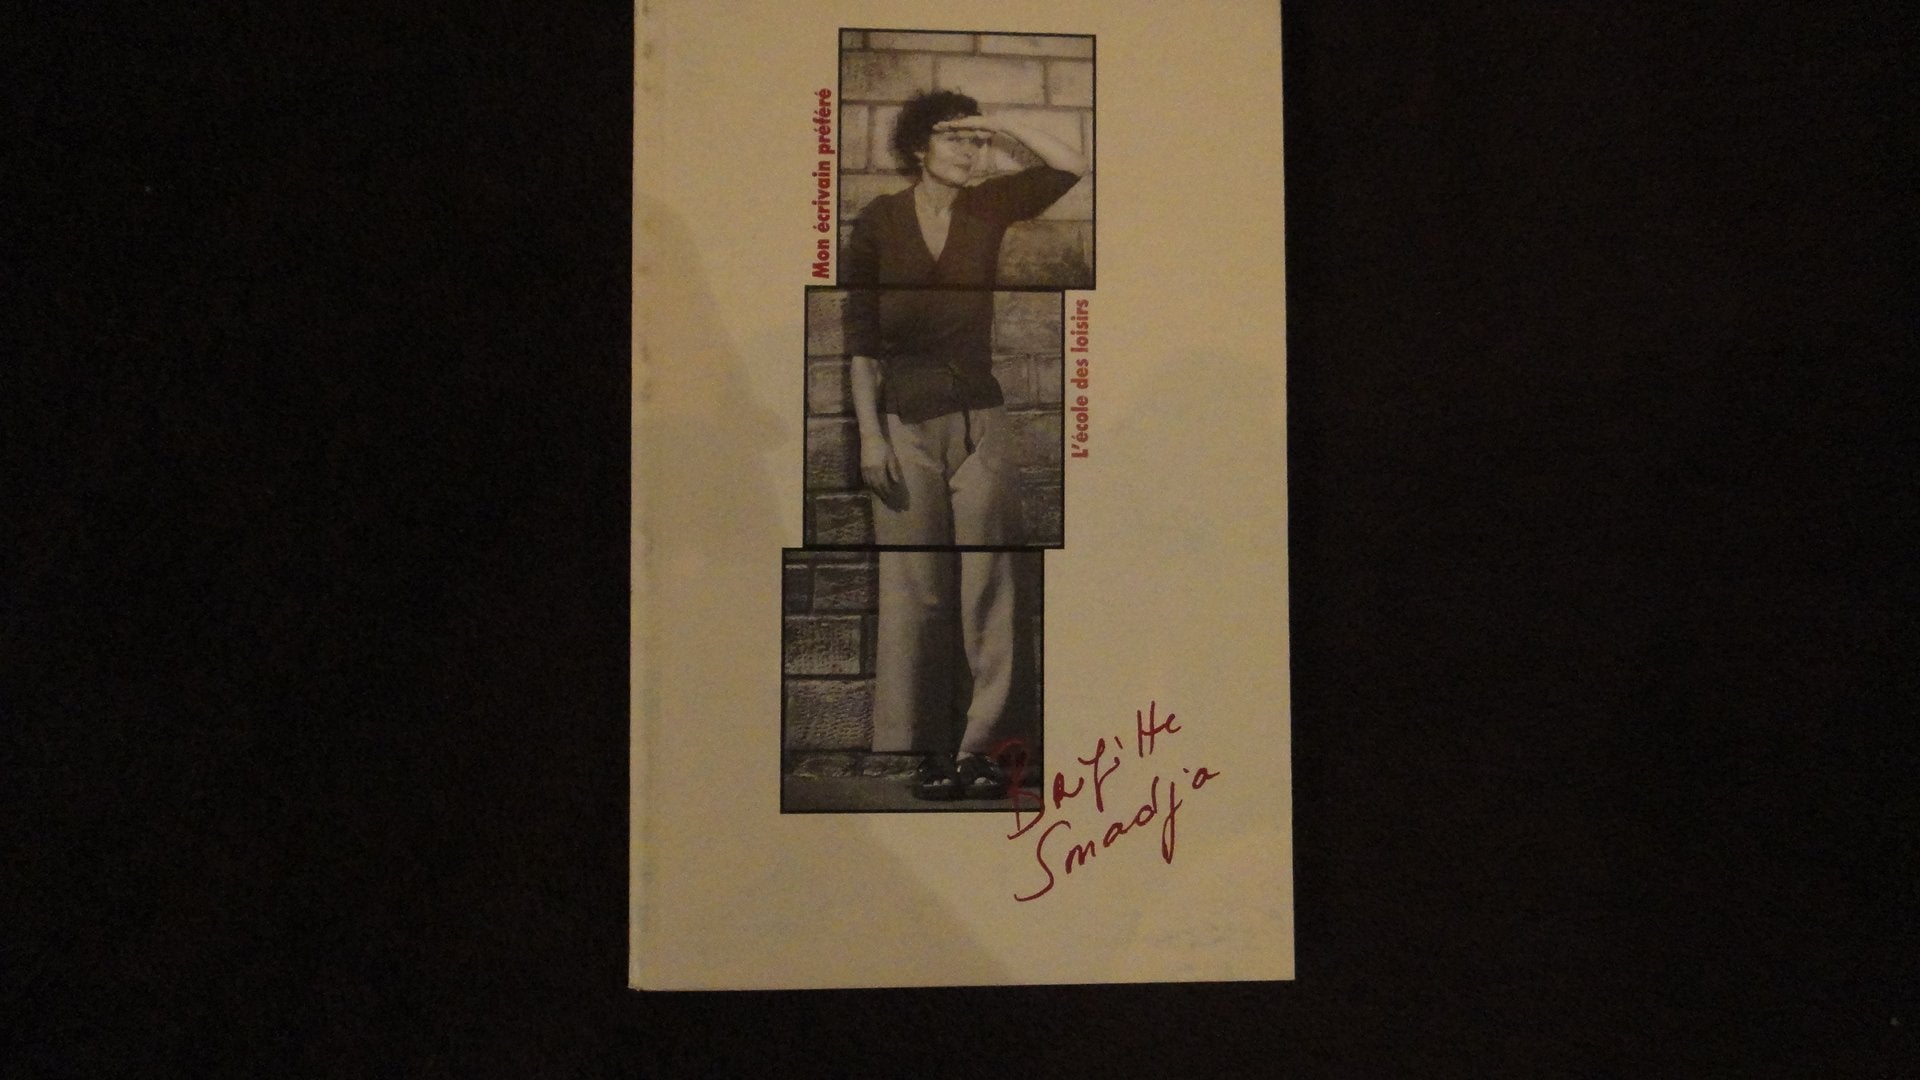 Mon écrivain préféré
L'école des loisirs
Brigitte
Smadja